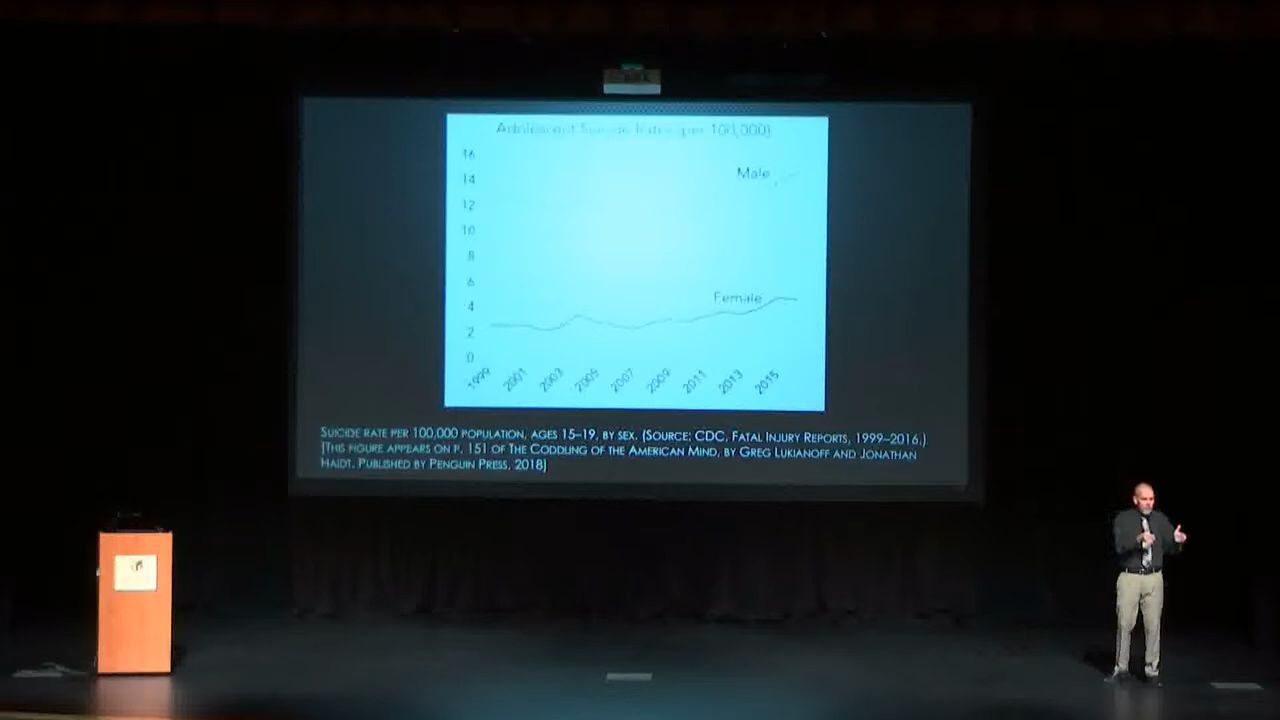 Adolescent Suicide Rates (per 100,000)
16
14
Male
12
10
8
6
Female
4
2
0
1999 2001 2003 2005 2007 2009 2011 2013 2015
SUICIDE RATE PER 100,000 POPULATION, AGES 15–19, BY SEX. (SOURCE: CDC, FATAL INJURY REPORTS, 1999–2016.)
[THIS FIGURE APPEARS ON P. 151 OF THE CODDLING OF THE AMERICAN MIND, BY GREG LUKIANOFF AND JONATHAN
HAIDT. PUBLISHED BY PENGUIN PRESS, 2018]